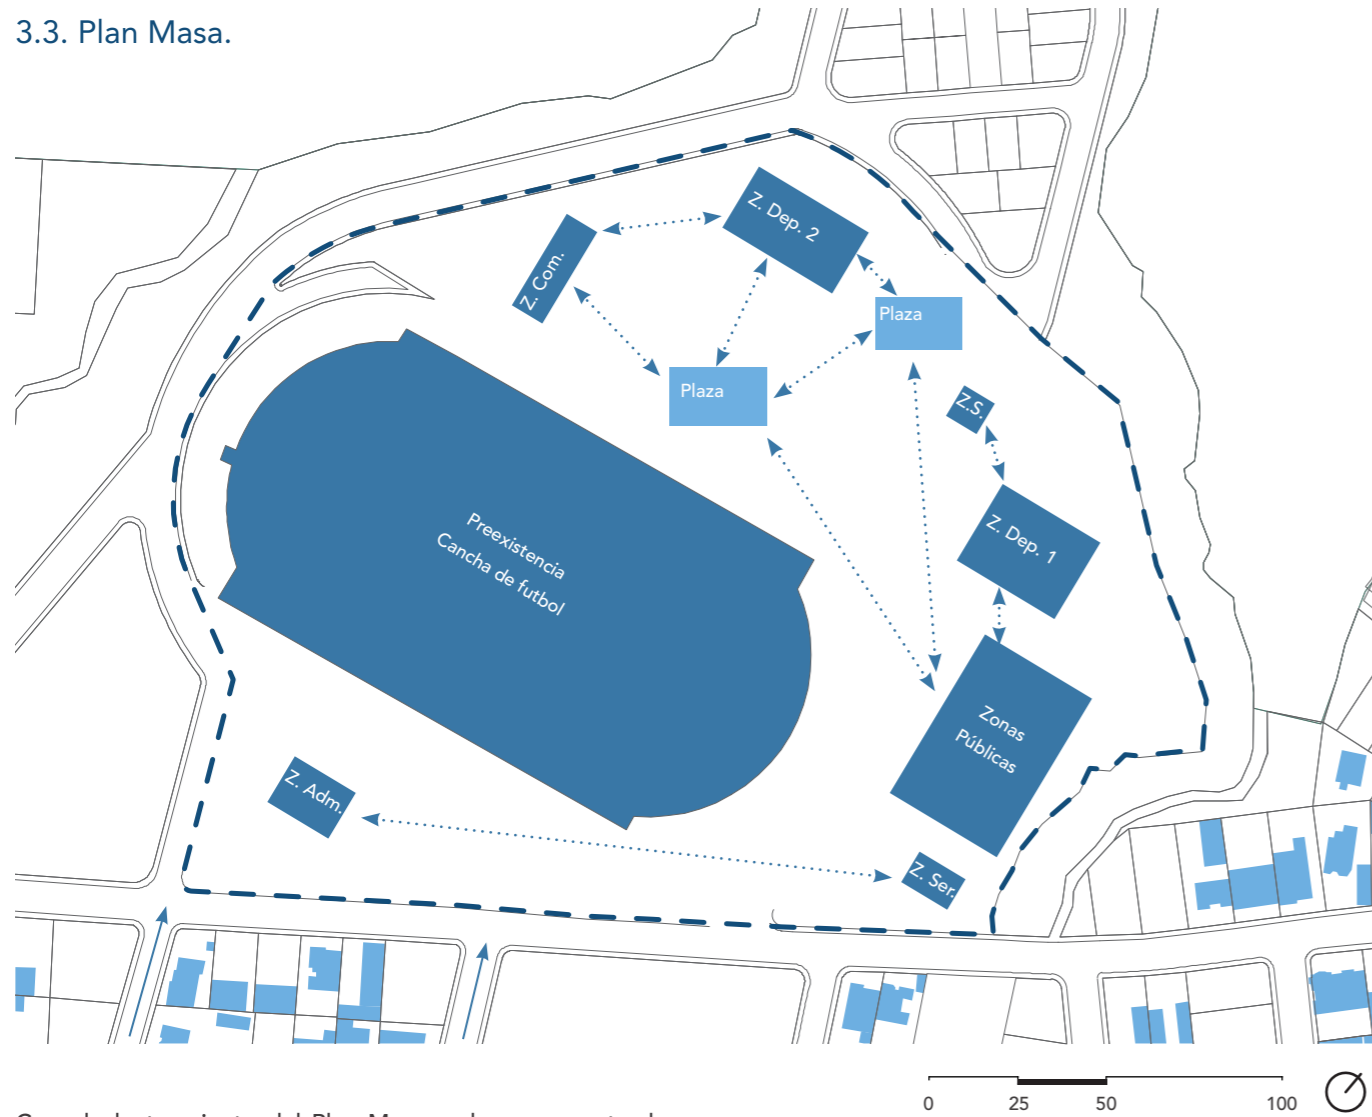 3.3. Plan Masa.
Z. Dep. 2
Z. Com.
Plaza
Plaza
Z.S.
Z. Dep. 1
Preexistencia
Cancha de futbol
Zonas
Públicas
Z. Adm.
Z. Ser.
0 25 50 100